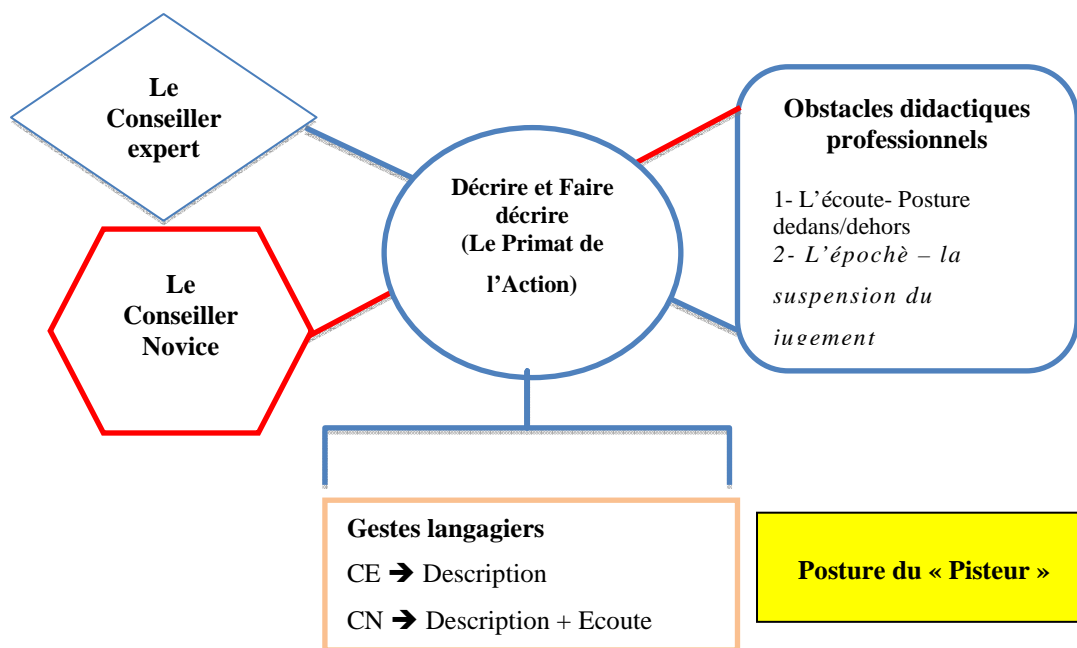 Le
Conseiller
expert
Le
Conseiller
Novice
Décrire et Faire
décrire
(Le Primat de
l’Action)
Obstacles didactiques
professionnels
1- L’écoute- Posture
dedans/dehors
2- L’épochè – la
suspension du
jugement
Gestes langagiers
CE ➔ Description
CN ➔ Description + Ecoute
Posture du « Pisteur »